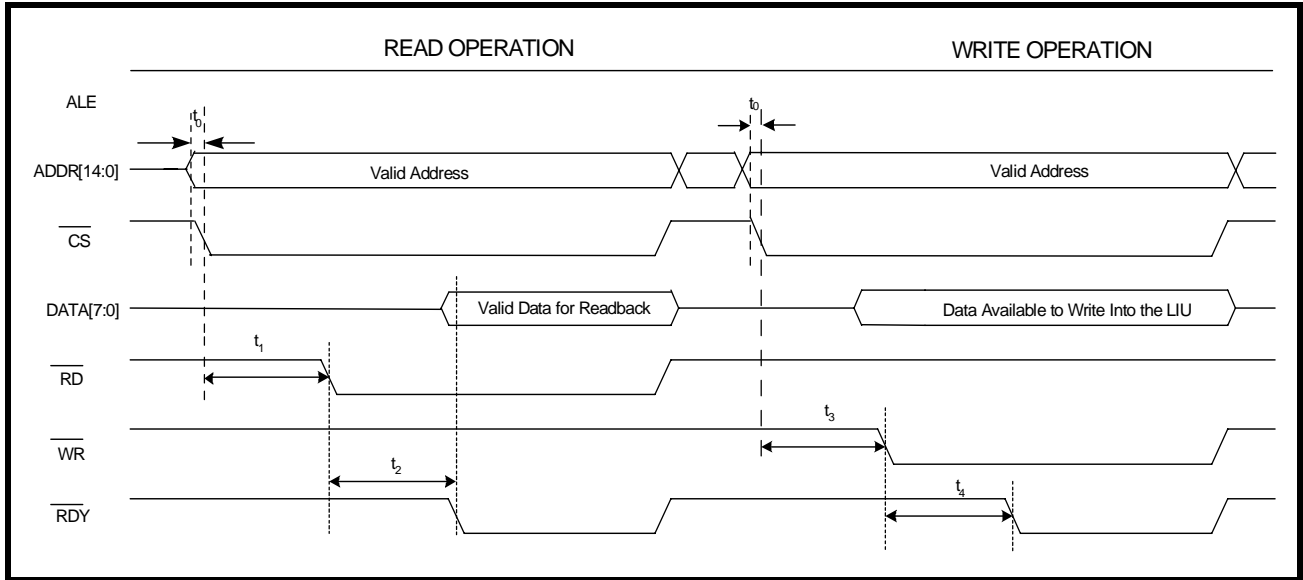 READ OPERATION WRITE OPERATION
ALE
t0 t0
ADDR[14:0] Valid Address Valid Address
CS
DATA[7:0] Valid Data for Readback Data Available to Write Into the LIU
t1
RD
t3
WR
t2
t4
RDY